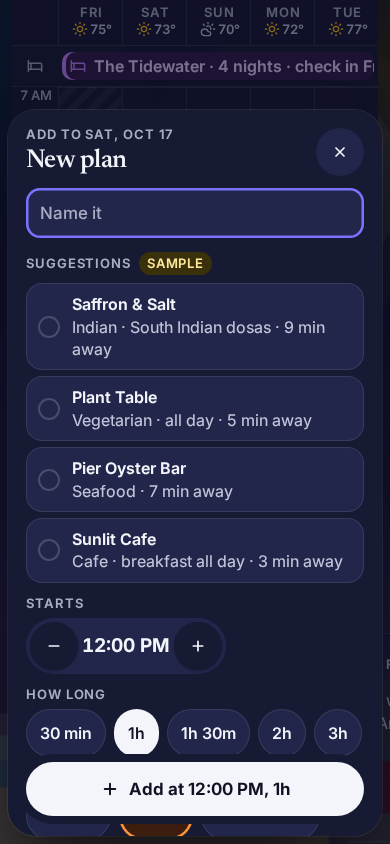 FRI SAT SUN MON TUE
75° 73° 70° 72° 77°
The Tidewater · 4 nights · check in F
7 AM
ADD TO SAT, OCT 17
New plan
Name it
SUGGESTIONS SAMPLE
Saffron & Salt
Indian · South Indian dosas · 9 min
away
Plant Table
Vegetarian · all day · 5 min away
Pier Oyster Bar
Seafood · 7 min away
Sunlit Cafe
Cafe · breakfast all day · 3 min away
STARTS
− 12:00 PM +
HOW LONG
30 min 1h 1h 30m 2h 3h
+ Add at 12:00 PM, 1h